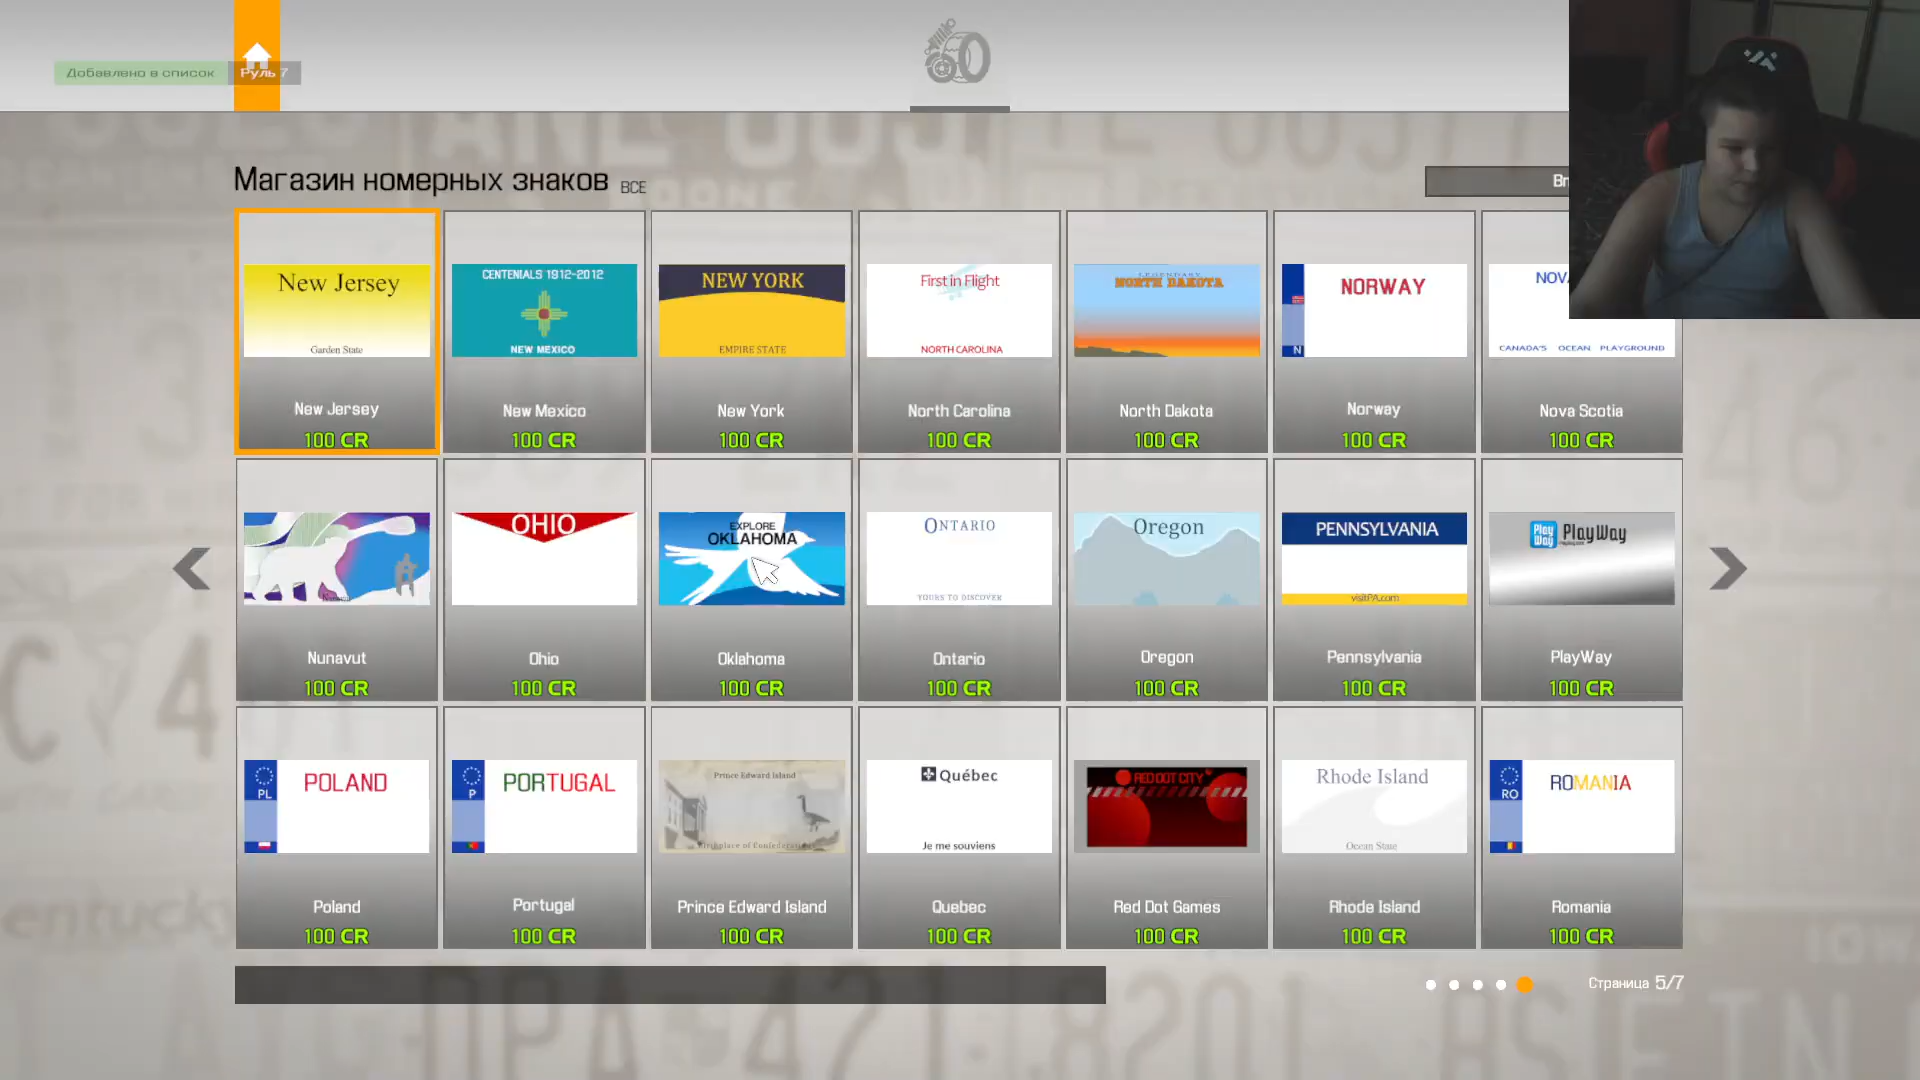 Добавлено в список Руль 7
Магазин номерных знаков ВСЕ
New Jersey
Garden State
New Jersey
100 CR
CENTENIALS 1912-2012
NEW MEXICO
New Mexico
100 CR
NEW YORK
EMPIRE STATE
New York
100 CR
First in Flight
NORTH CAROLINA
North Carolina
100 CR
LEGENDARY
NORTH DAKOTA
North Dakota
100 CR
NORWAY
N
Norway
100 CR
CANADA'S OCEAN PLAYGROUND
Nova Scotia
100 CR
Nunavut
Nunavut
100 CR
OHIO
Ohio
100 CR
EXPLORE
OKLAHOMA
Oklahoma
100 CR
ONTARIO
YOURS TO DISCOVER
Ontario
100 CR
Oregon
Oregon
100 CR
PENNSYLVANIA
visitPA.com
Pennsylvania
100 CR
Play Way PlayWay
PlayWay
100 CR
POLAND
PL
Poland
100 CR
PORTUGAL
P
Portugal
100 CR
Prince Edward Island
Birthplace of Confederation
Prince Edward Island
100 CR
Québec
Je me souviens
Quebec
100 CR
RED DOT CITY
Red Dot Games
100 CR
Rhode Island
Ocean State
Rhode Island
100 CR
ROMANIA
RO
Romania
100 CR
Страница 5/7